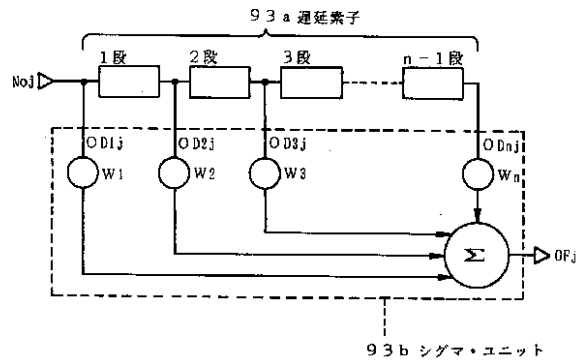 93a 遅延素子
1段 2段 3段 n-1段
Noj
OD1j OD2j OD3j ODnj
W1 W2 W3 Wn
Σ OFj
93b シグマ・ユニット